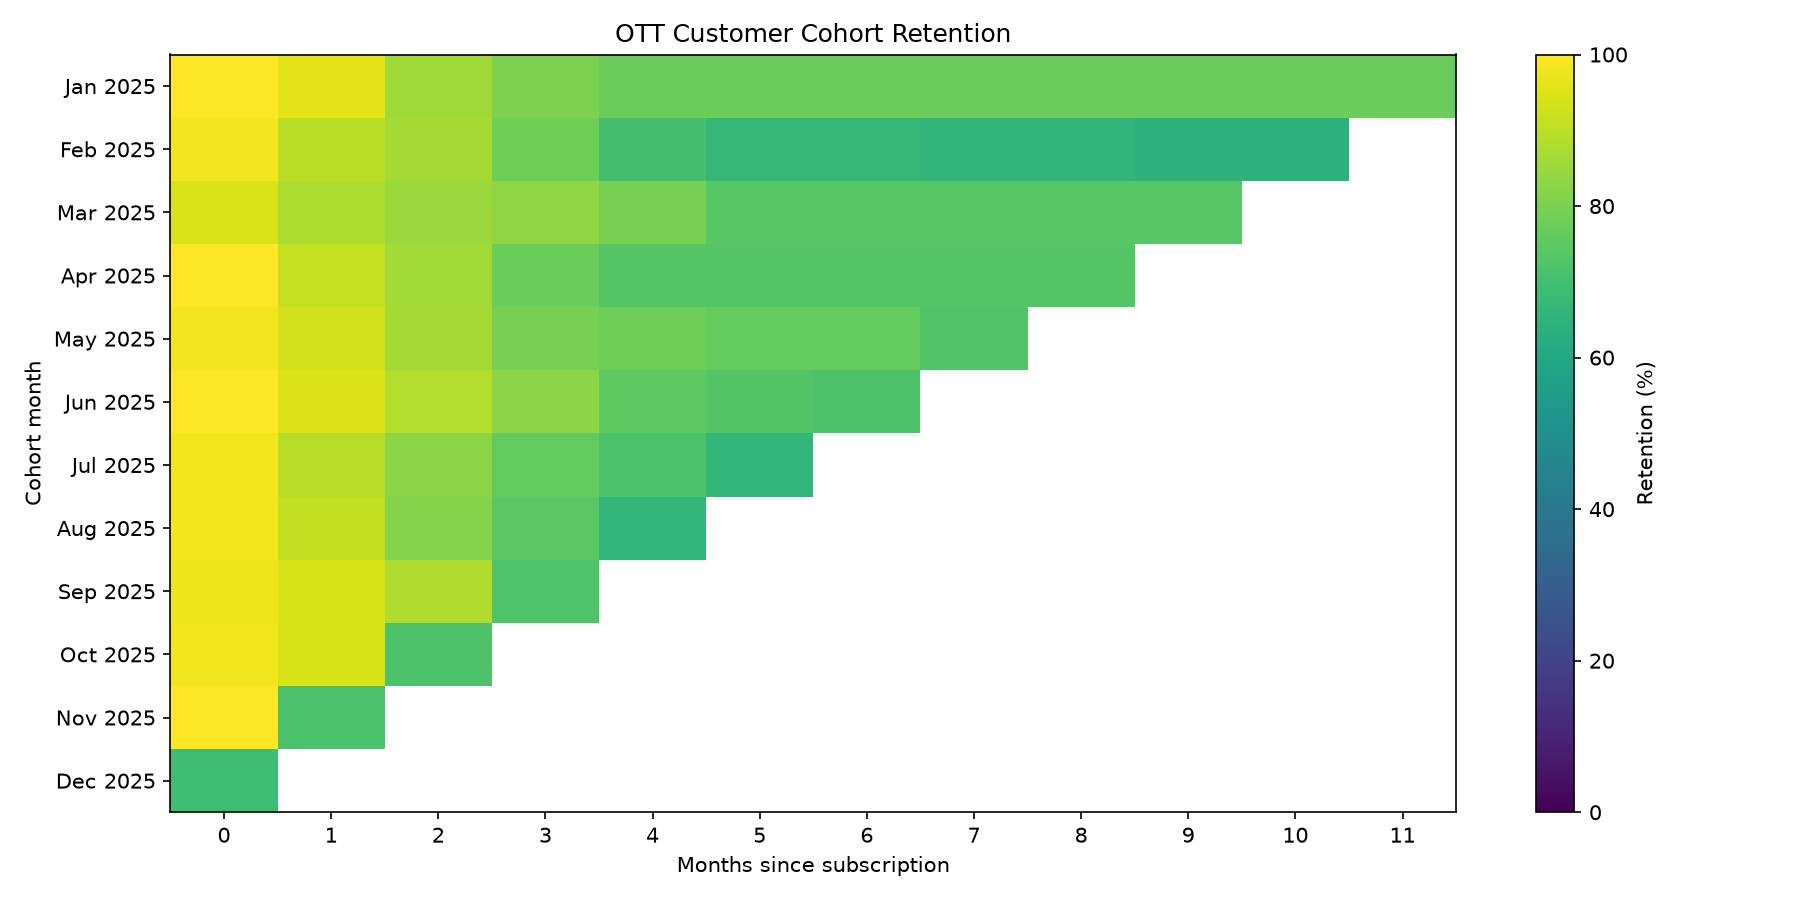 OTT Customer Cohort Retention
Jan 2025
Feb 2025
Mar 2025
Apr 2025
May 2025
Jun 2025
Jul 2025
Aug 2025
Sep 2025
Oct 2025
Nov 2025
Dec 2025
Cohort month
0 1 2 3 4 5 6 7 8 9 10 11
Months since subscription
100
80
60
40
20
0
Retention (%)